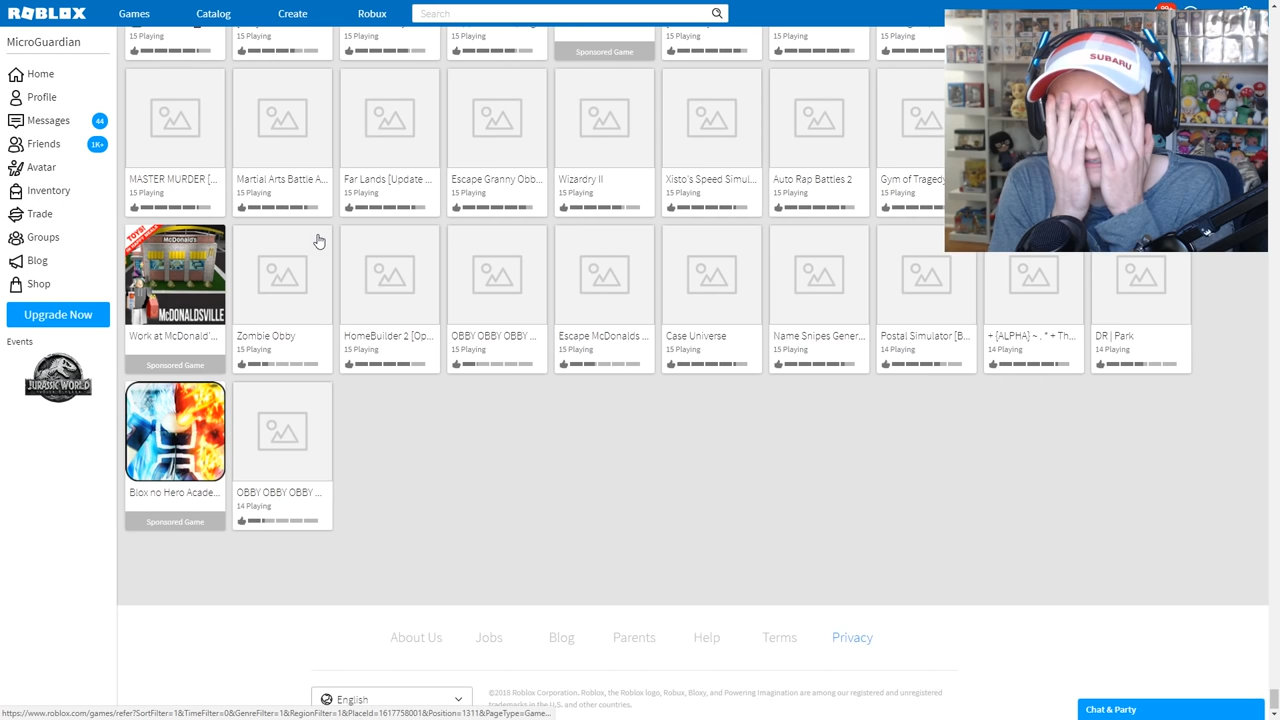 ROBLOX
Games
Catalog
Create
Robux
Search
99+
SUBARU
MicroGuardian
Home
Profile
Messages
44
Friends
1K+
Avatar
Inventory
Trade
Groups
Blog
Shop
Upgrade Now
Events
JURASSIC WORLD
15 Playing
15 Playing
15 Playing
15 Playing
Sponsored Game
15 Playing
15 Playing
15 Playing
MASTER MURDER [...
15 Playing
Martial Arts Battle A...
15 Playing
Far Lands [Update ...
15 Playing
Escape Granny Obb...
15 Playing
Wizardry II
15 Playing
Xisto's Speed Simul...
15 Playing
Auto Rap Battles 2
15 Playing
Gym of Tragedy
15 Playing
TOYS!
McDonald's
McDONALDSVILLE
Work at McDonald'...
Sponsored Game
Zombie Obby
15 Playing
HomeBuilder 2 [Op...
15 Playing
OBBY OBBY OBBY ...
15 Playing
Escape McDonalds ...
15 Playing
Case Universe
15 Playing
Name Snipes Gener...
15 Playing
Postal Simulator [B...
14 Playing
+ {ALPHA} ~ . * + Th...
14 Playing
DR | Park
14 Playing
Blox no Hero Acade...
Sponsored Game
OBBY OBBY OBBY ...
14 Playing
About Us
Jobs
Blog
Parents
Help
Terms
Privacy
English
©2018 Roblox Corporation. Roblox, the Roblox logo, Robux, Bloxy, and Powering Imagination are among our registered and unregistered
trademarks in the U.S. and other countries.
Chat & Party
https://www.roblox.com/games/refer?SortFilter=1&TimeFilter=0&GenreFilter=1&RegionFilter=1&PlaceId=1617758001&Position=1311&PageType=Game...